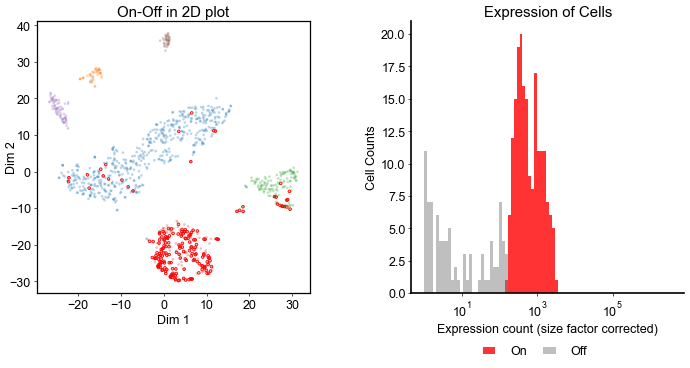 On-Off in 2D plot
40
30
20
10
0
−10
−20
−30
Dim 2
−20 −10 0 10 20 30
Dim 1
Expression of Cells
20.0
17.5
15.0
12.5
10.0
7.5
5.0
2.5
0.0
Cell Counts
10¹ 10³ 10⁵
Expression count (size factor corrected)
On Off